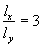 l_x/l_y = 3